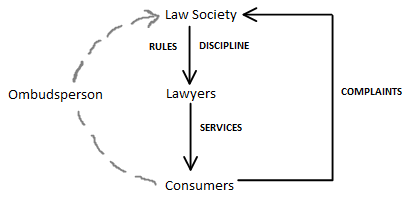 Law Society
RULES DISCIPLINE
Ombudsperson Lawyers COMPLAINTS
SERVICES
Consumers